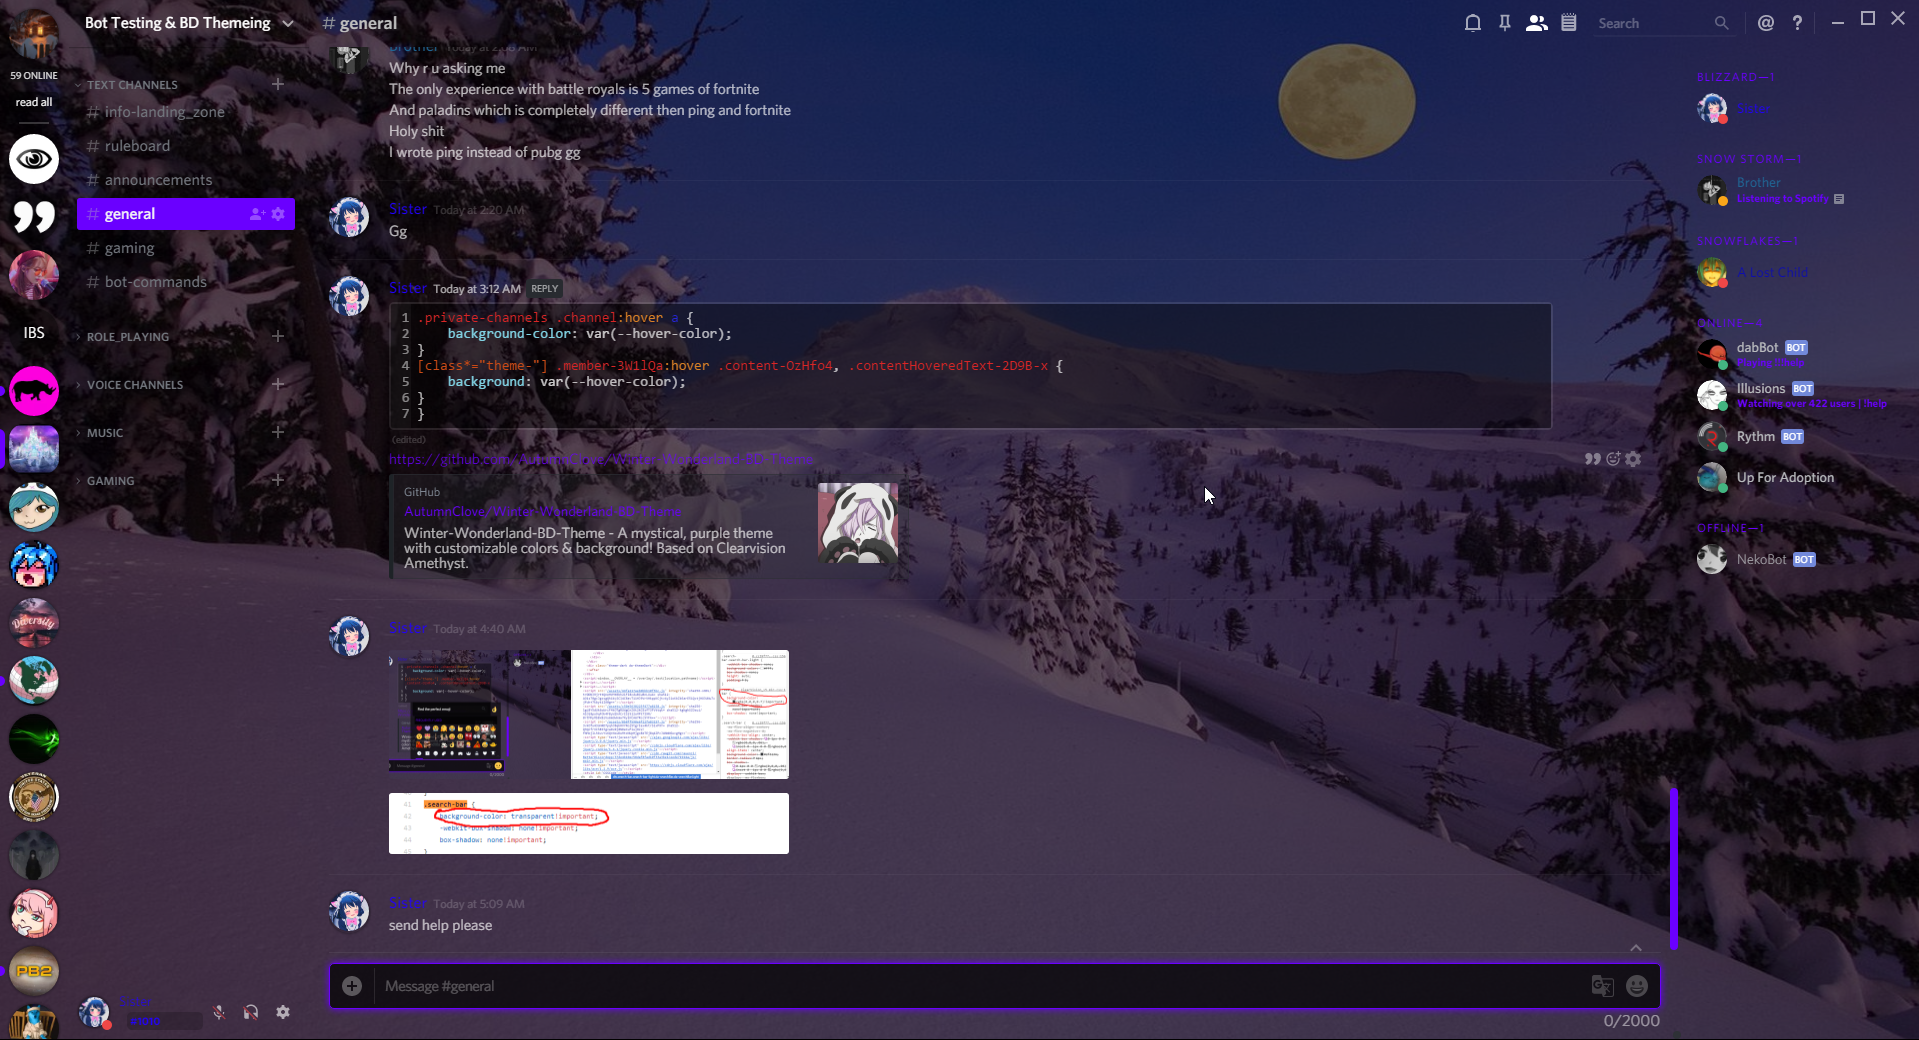 Bot Testing & BD Themeing
# general
Search
59 ONLINE
read all
IBS
TEXT CHANNELS
# info-landing_zone
# ruleboard
# announcements
# general
# gaming
# bot-commands
ROLE_PLAYING
VOICE CHANNELS
MUSIC
GAMING
Brother Today at
Why r u asking me
The only experience with battle royals is 5 games of fortnite
And paladins which is completely different then ping and fortnite
Holy shit
I wrote ping instead of pubg gg
Sister Today at 2:20 AM
Gg
Sister Today at 3:12 AM REPLY
1 .private-channels .channel:hover a {
2 background-color: var(--hover-color);
3 }
4 [class*="theme-"] .member-3W1lQa:hover .content-OzHfo4, .contentHoveredText-2D9B-x {
5 background: var(--hover-color);
6 }
7 }
(edited)
https://github.com/AutumnClove/Winter-Wonderland-BD-Theme
GitHub
AutumnClove/Winter-Wonderland-BD-Theme
Winter-Wonderland-BD-Theme - A mystical, purple theme
with customizable colors & background! Based on Clearvision
Amethyst.
Sister Today at 4:40 AM
41 .search-bar {
42 background-color: transparent!important;
43 -webkit-box-shadow: none!important;
44 box-shadow: none!important;
45 }
Sister Today at 5:09 AM
send help please
Message #general
0/2000
Sister
BLIZZARD—1
Sister
SNOW STORM—1
Brother
Listening to Spotify
SNOWFLAKES—1
A Lost Child
ONLINE—4
dabBot BOT
Illusions BOT
Watching over 422 users | !help
Rythm BOT
Up For Adoption
OFFLINE—1
NekoBot BOT
Diversity
PB2